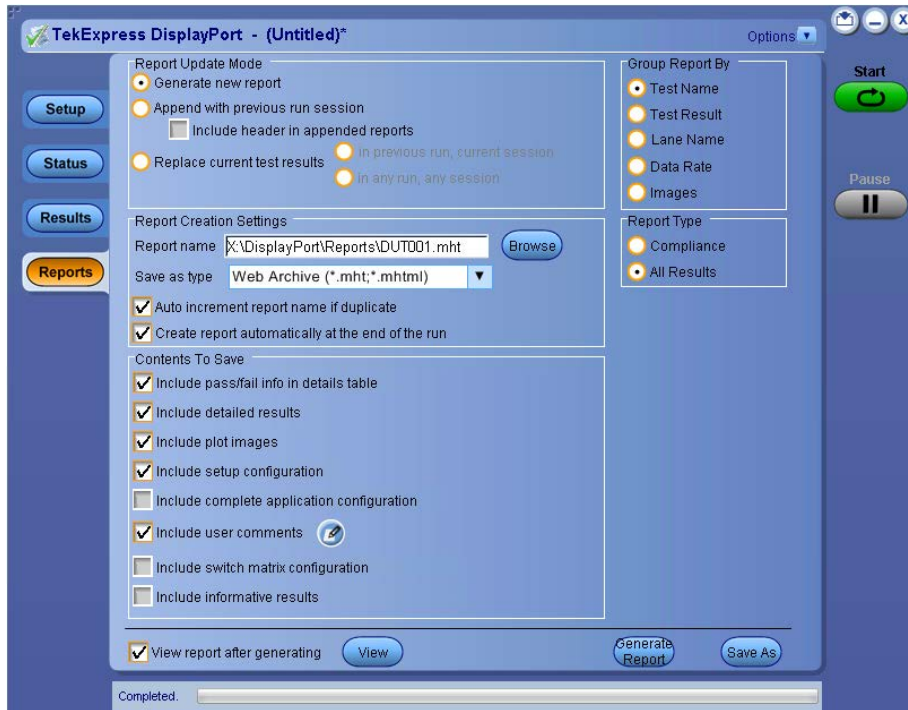 TekExpress DisplayPort - (Untitled)*
Options
Start
Pause
Setup
Status
Results
Reports
Report Update Mode
Generate new report
Append with previous run session
Include header in appended reports
Replace current test results
In previous run, current session
In any run, any session
Group Report By
Test Name
Test Result
Lane Name
Data Rate
Images
Report Creation Settings
Report name X:\DisplayPort\Reports\DUT001.mht Browse
Save as type Web Archive (*.mht;*.mhtml)
Auto increment report name if duplicate
Create report automatically at the end of the run
Report Type
Compliance
All Results
Contents To Save
Include pass/fail info in details table
Include detailed results
Include plot images
Include setup configuration
Include complete application configuration
Include user comments
Include switch matrix configuration
Include informative results
View report after generating View
Generate
Report
Save As
Completed.